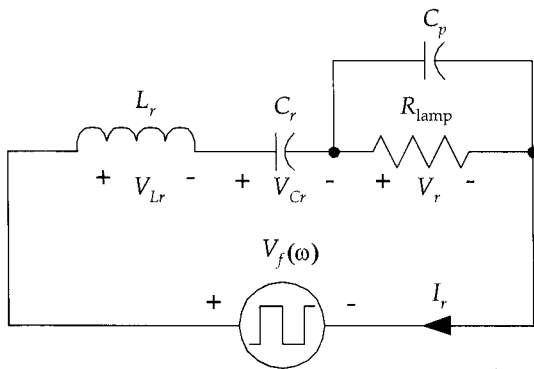 C_p
L_r
C_r
R_lamp
+ V_Lr -
+ V_Cr -
+ V_r -
V_f(ω)
+ -
I_r